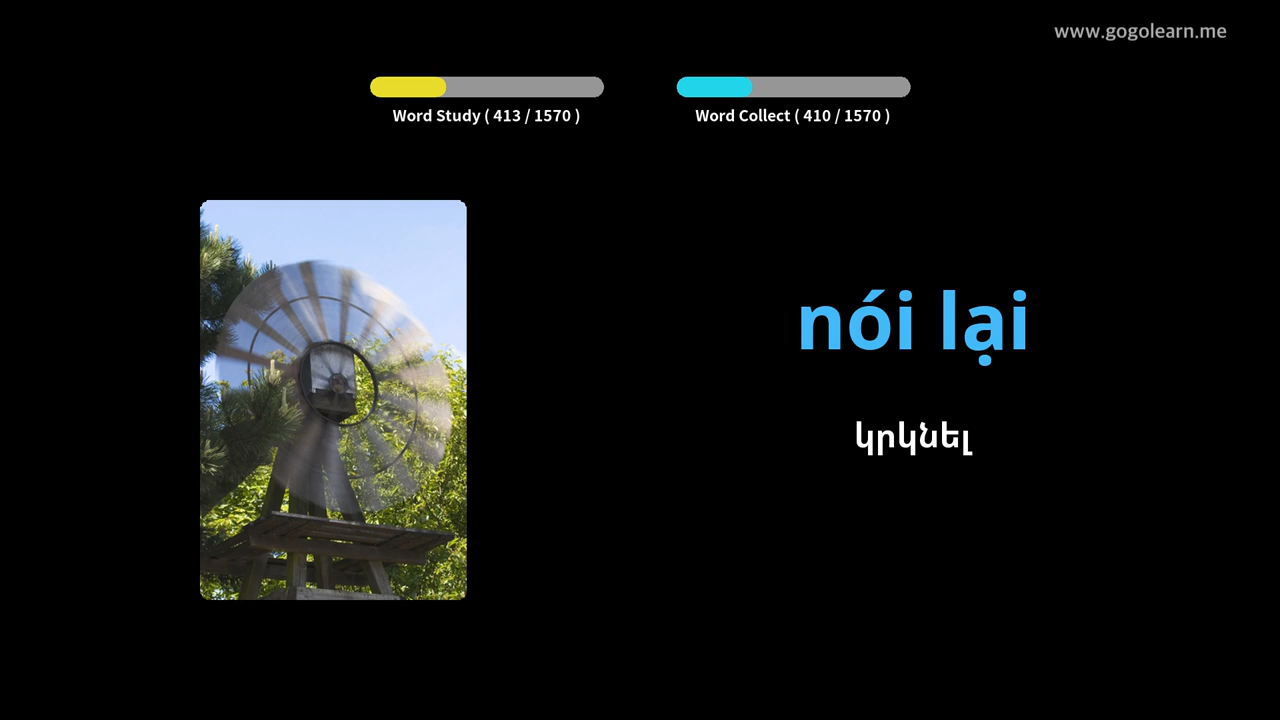 www.gogolearn.me
Word Study ( 413 / 1570 )
Word Collect ( 410 / 1570 )
nói lại
կրկնել